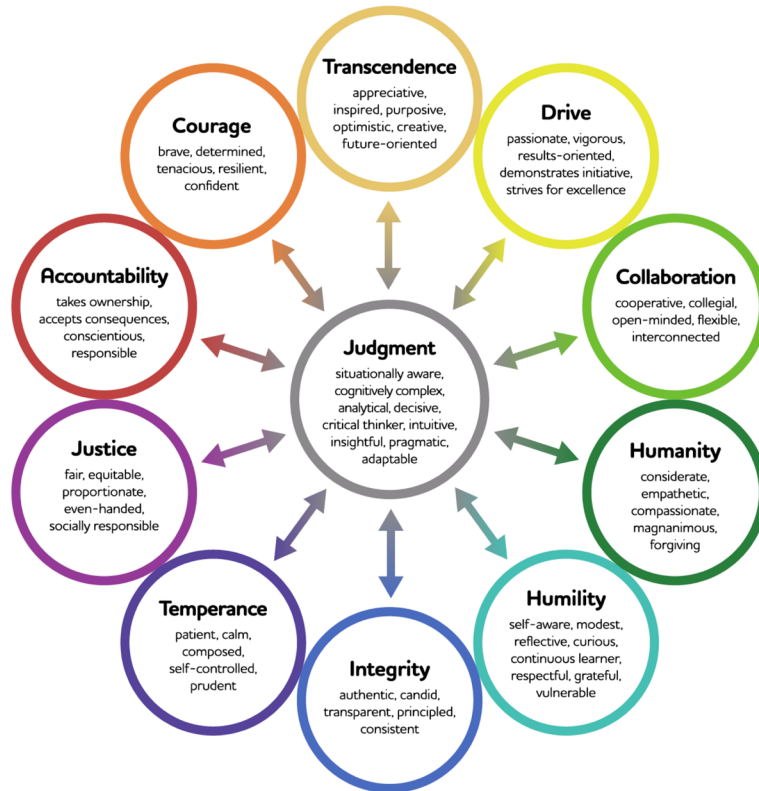 Transcendence
appreciative,
inspired, purposive,
optimistic, creative,
future-oriented
Drive
passionate, vigorous,
results-oriented,
demonstrates initiative,
strives for excellence
Collaboration
cooperative, collegial,
open-minded, flexible,
interconnected
Humanity
considerate,
empathetic,
compassionate,
magnanimous,
forgiving
Humility
self-aware, modest,
reflective, curious,
continuous learner,
respectful, grateful,
vulnerable
Integrity
authentic, candid,
transparent, principled,
consistent
Temperance
patient, calm,
composed,
self-controlled,
prudent
Justice
fair, equitable,
proportionate,
even-handed,
socially responsible
Accountability
takes ownership,
accepts consequences,
conscientious,
responsible
Courage
brave, determined,
tenacious, resilient,
confident
Judgment
situationally aware,
cognitively complex,
analytical, decisive,
critical thinker, intuitive,
insightful, pragmatic,
adaptable